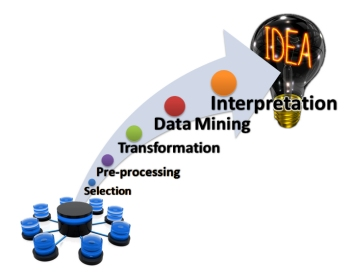 IDEA
Interpretation
Data Mining
Transformation
Pre-processing
Selection